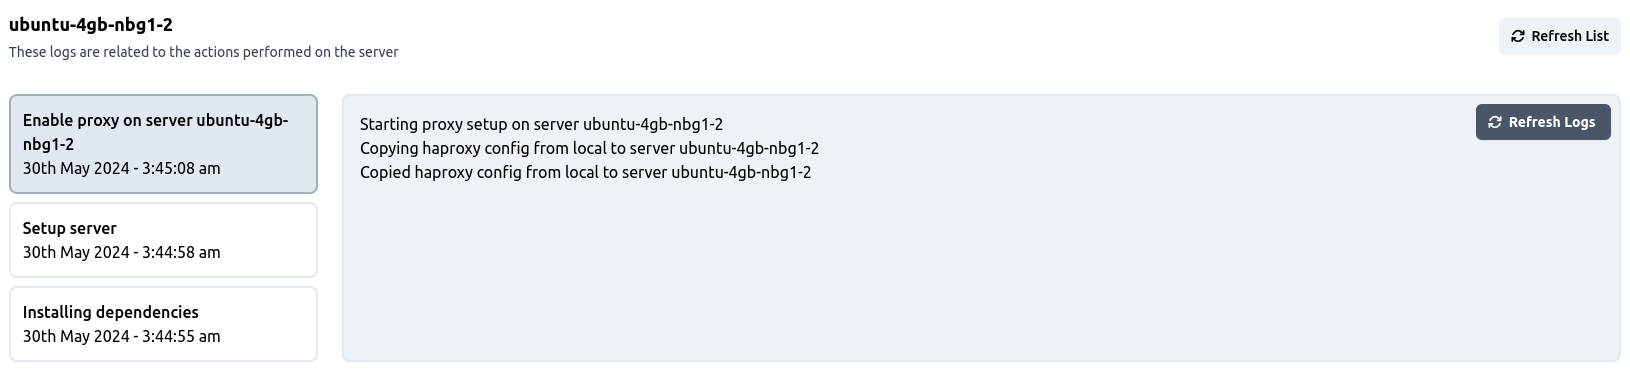 ubuntu-4gb-nbg1-2
These logs are related to the actions performed on the server
Refresh List
Enable proxy on server ubuntu-4gb-
nbg1-2
30th May 2024 - 3:45:08 am
Setup server
30th May 2024 - 3:44:58 am
Installing dependencies
30th May 2024 - 3:44:55 am
Refresh Logs
Starting proxy setup on server ubuntu-4gb-nbg1-2
Copying haproxy config from local to server ubuntu-4gb-nbg1-2
Copied haproxy config from local to server ubuntu-4gb-nbg1-2